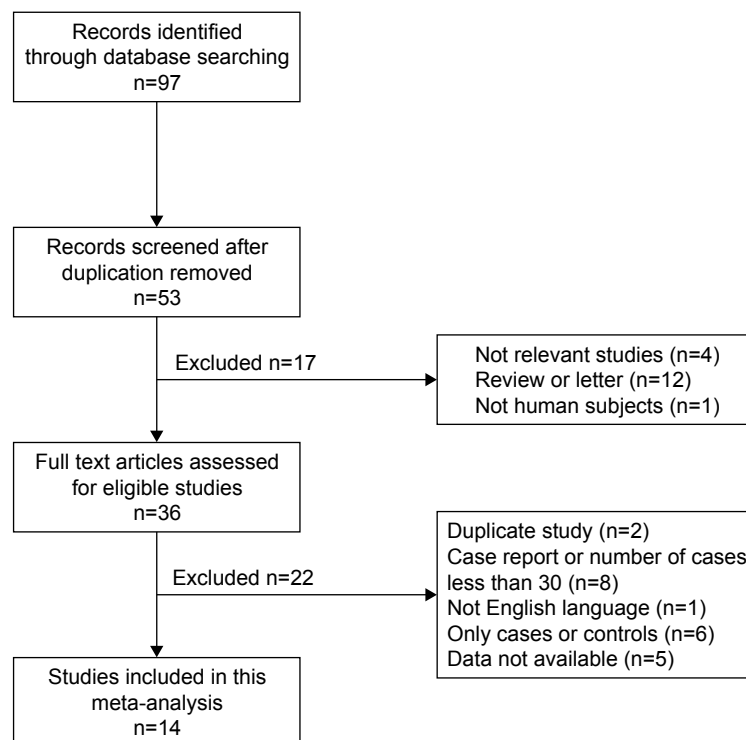 Records identified
through database searching
n=97
Records screened after
duplication removed
n=53
Excluded n=17
Not relevant studies (n=4)
Review or letter (n=12)
Not human subjects (n=1)
Full text articles assessed
for eligible studies
n=36
Excluded n=22
Duplicate study (n=2)
Case report or number of cases
less than 30 (n=8)
Not English language (n=1)
Only cases or controls (n=6)
Data not available (n=5)
Studies included in this
meta-analysis
n=14